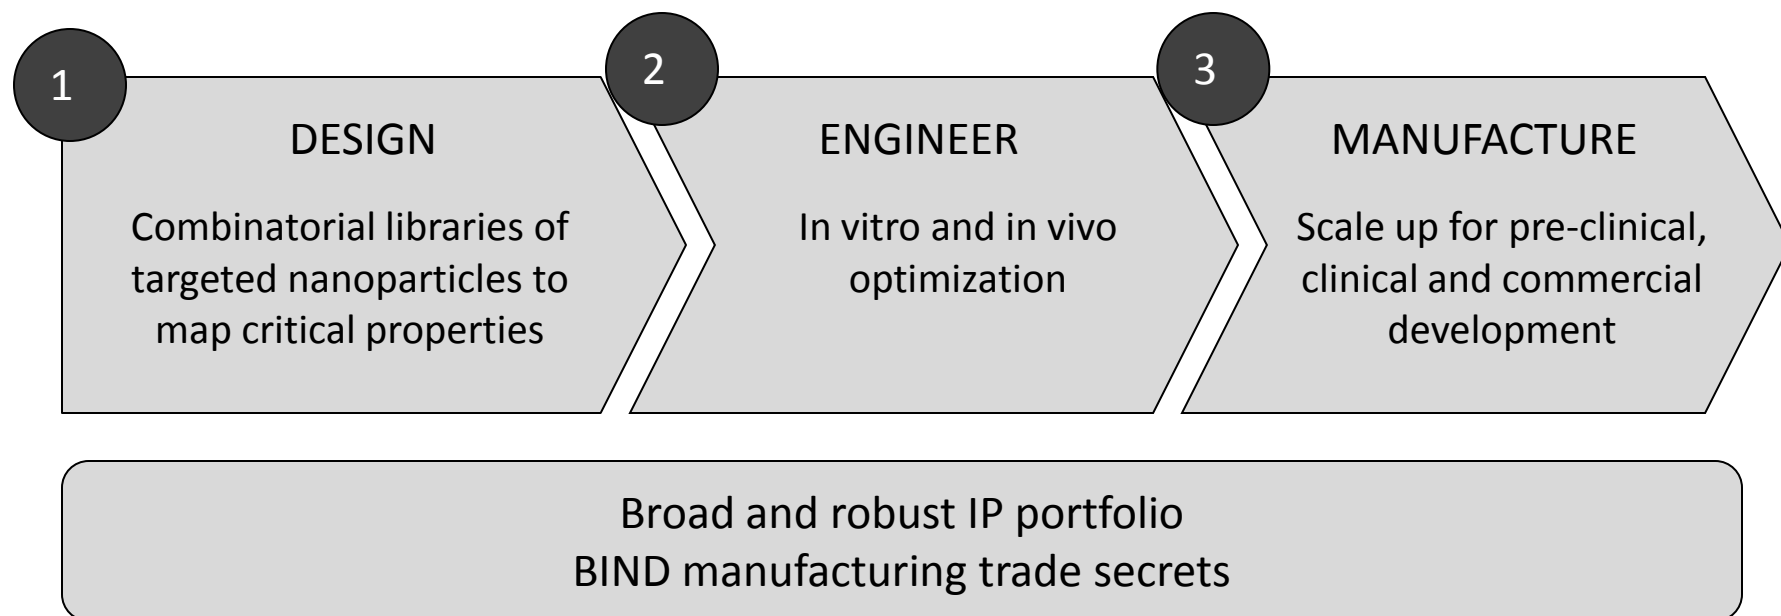 1
DESIGN
Combinatorial libraries of
targeted nanoparticles to
map critical properties
2
ENGINEER
In vitro and in vivo
optimization
3
MANUFACTURE
Scale up for pre-clinical,
clinical and commercial
development
Broad and robust IP portfolio
BIND manufacturing trade secrets